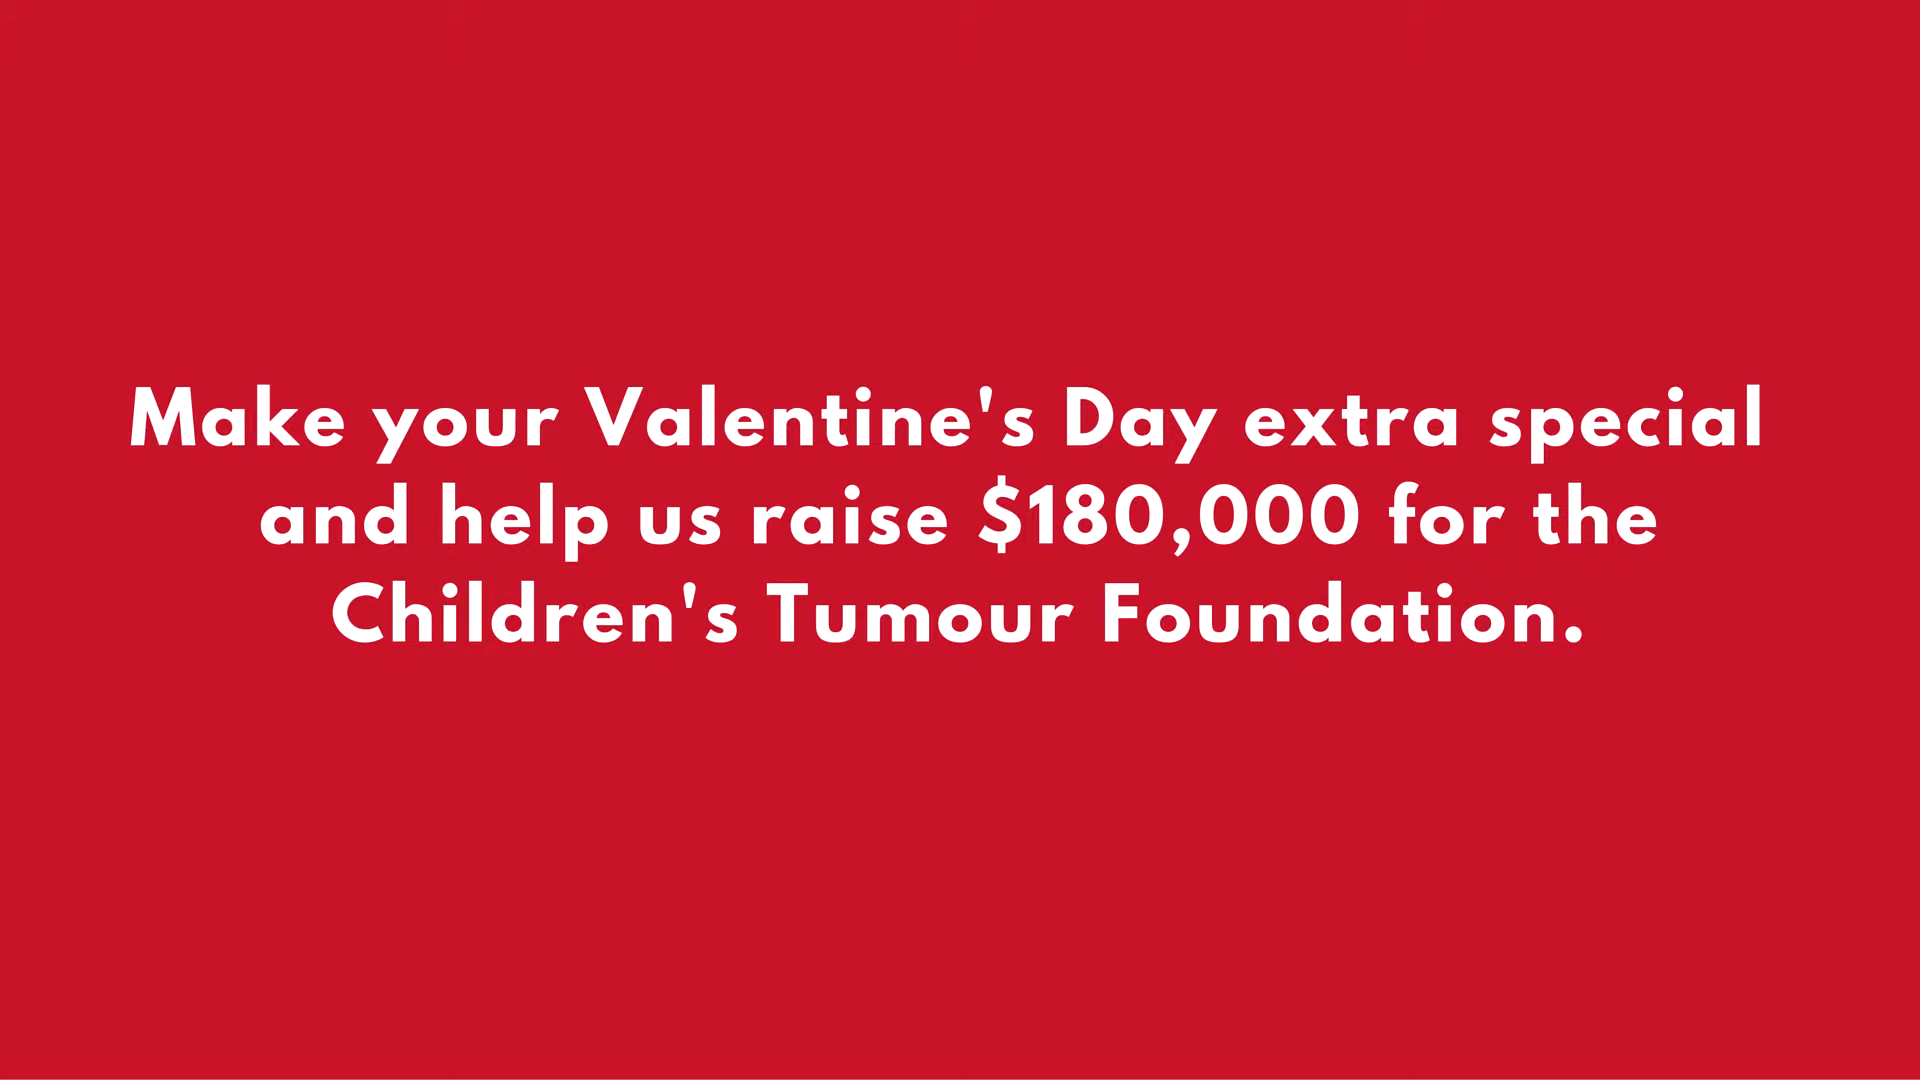 Make your Valentine's Day extra special
and help us raise $180,000 for the
Children's Tumour Foundation.